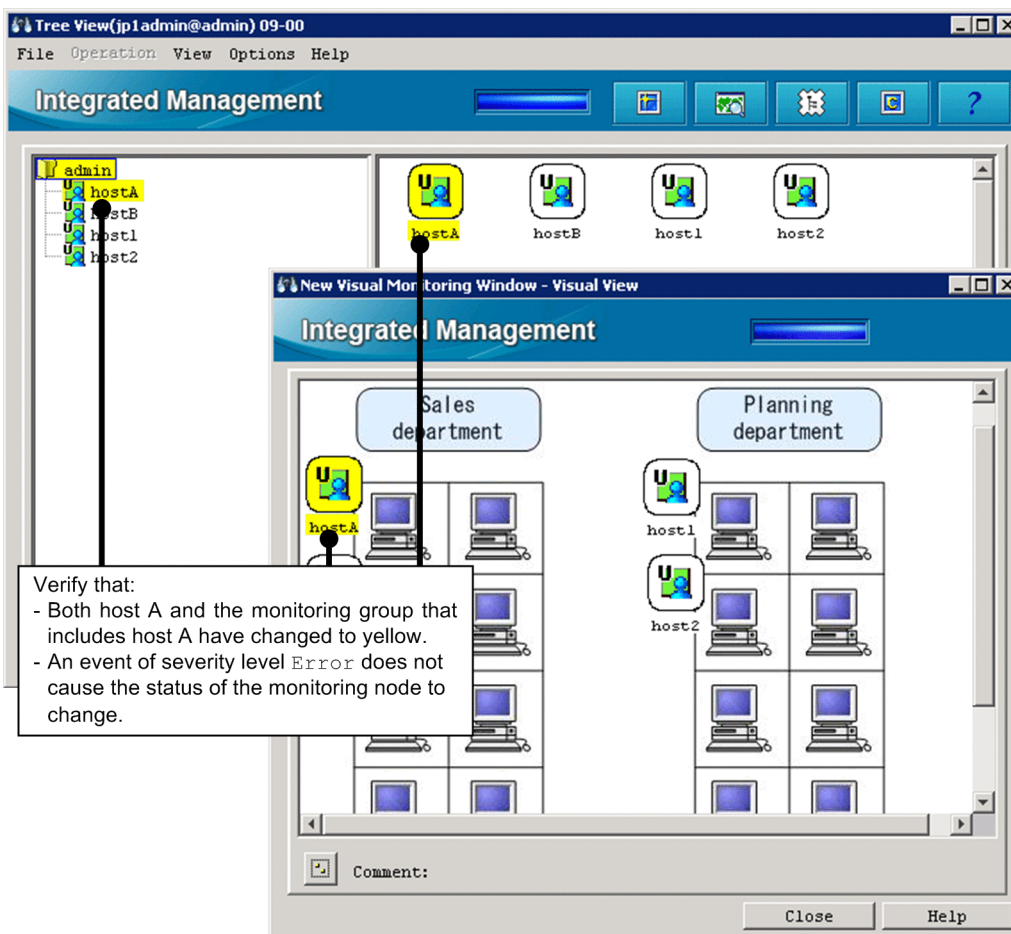 Tree View(jp1admin@admin) 09-00
File Operation View Options Help
Integrated Management
?
admin
hostA
hostB
host1
host2
U hostA
U hostB
U host1
U host2
New Visual Monitoring Window - Visual View
Integrated Management
Sales
department
Planning
department
U
hostA
U
host1
U
host2
Verify that:
- Both host A and the monitoring group that
includes host A have changed to yellow.
- An event of severity level Error does not
cause the status of the monitoring node to
change.
Comment:
Close Help